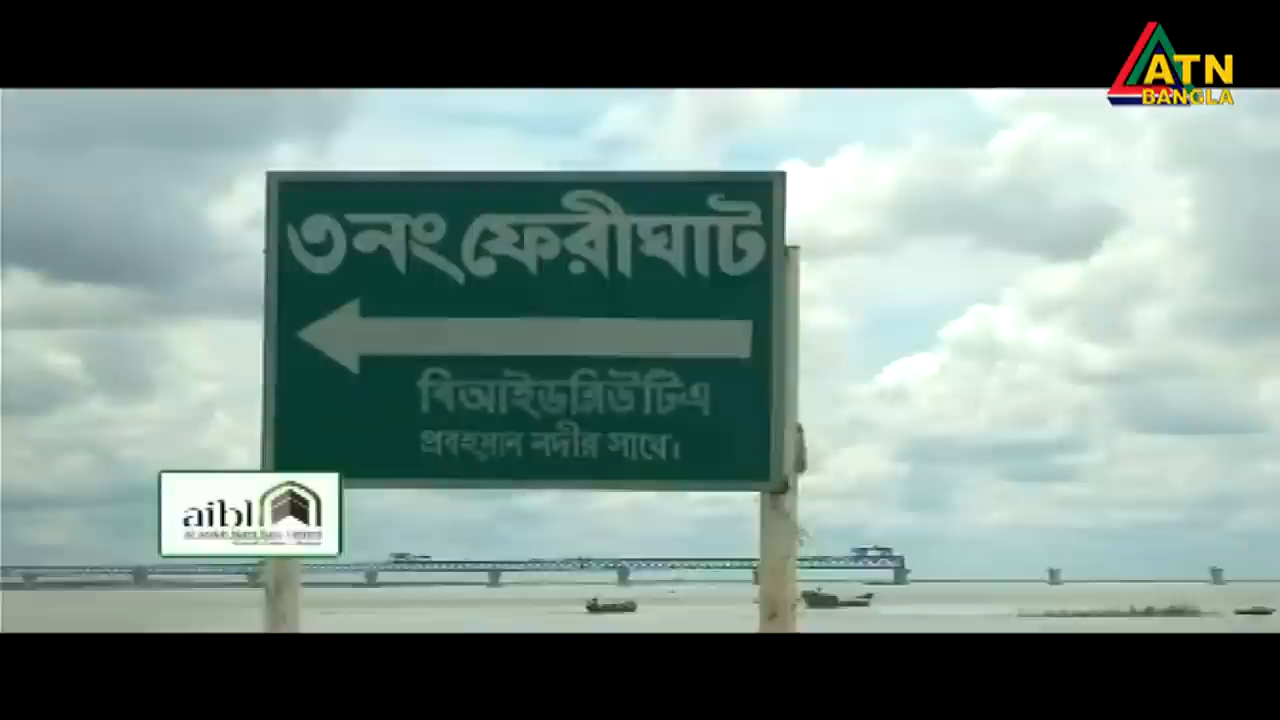 ATN
BANGLA
৩নং ফেরীঘাট
বিআইডব্লিউটিএ
প্রবহমান নদীর সাথে।
aibl